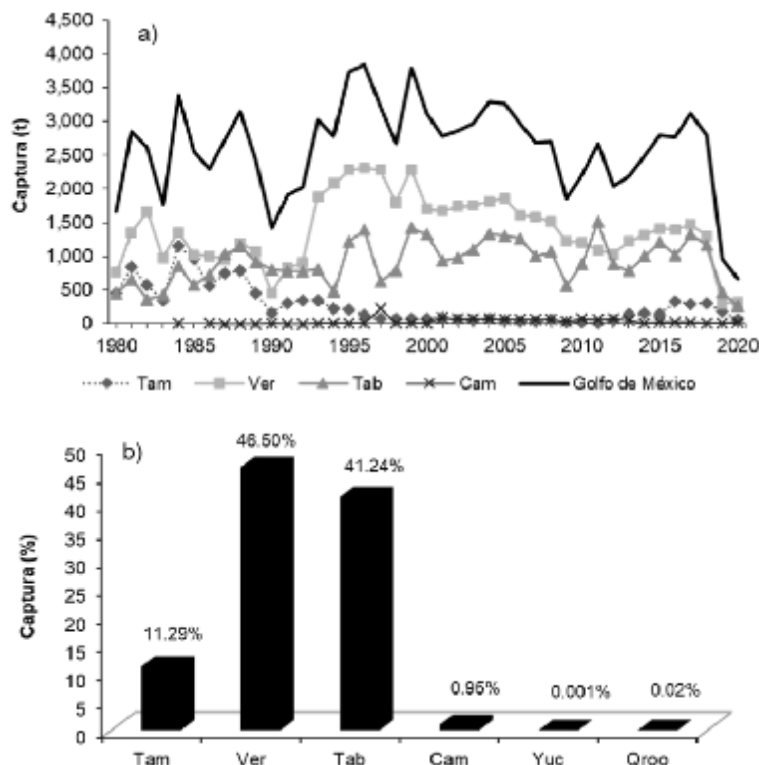 a)
Captura (t)
4,500
4,000
3,500
3,000
2,500
2,000
1,500
1,000
500
0
1980 1985 1990 1995 2000 2005 2010 2015 2020
Tam Ver Tab Cam Golfo de México
b)
Captura (%)
50
45
40
35
30
25
20
15
10
5
0
11.29% 46.50% 41.24% 0.95% 0.001% 0.02%
Tam Ver Tab Cam Yuc Qroo